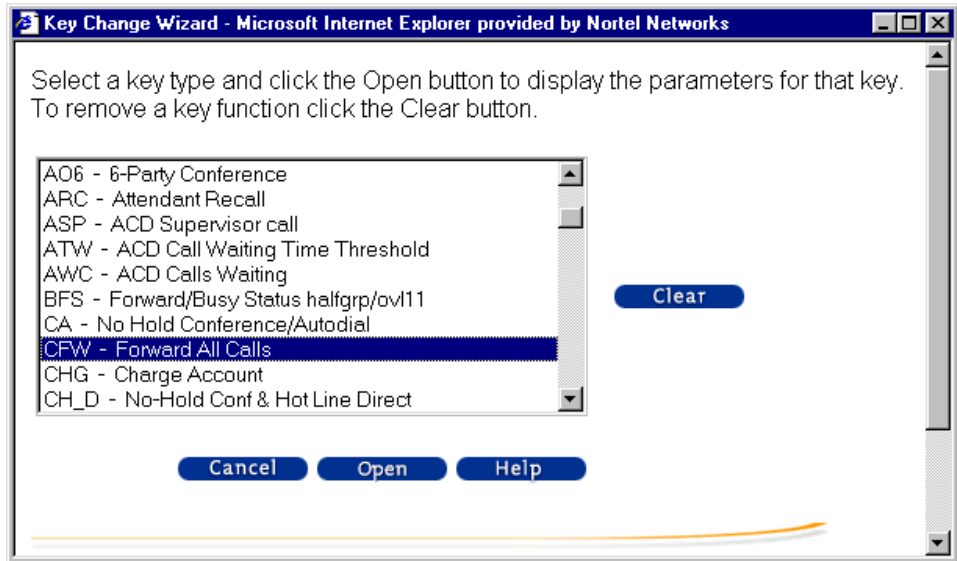 Key Change Wizard - Microsoft Internet Explorer provided by Nortel Networks
Select a key type and click the Open button to display the parameters for that key.
To remove a key function click the Clear button.
AO6 - 6-Party Conference
ARC - Attendant Recall
ASP - ACD Supervisor call
ATW - ACD Call Waiting Time Threshold
AWC - ACD Calls Waiting
BFS - Forward/Busy Status halfgrp/ovl11
CA - No Hold Conference/Autodial
CFW - Forward All Calls
CHG - Charge Account
CH_D - No-Hold Conf & Hot Line Direct
Clear
Cancel
Open
Help